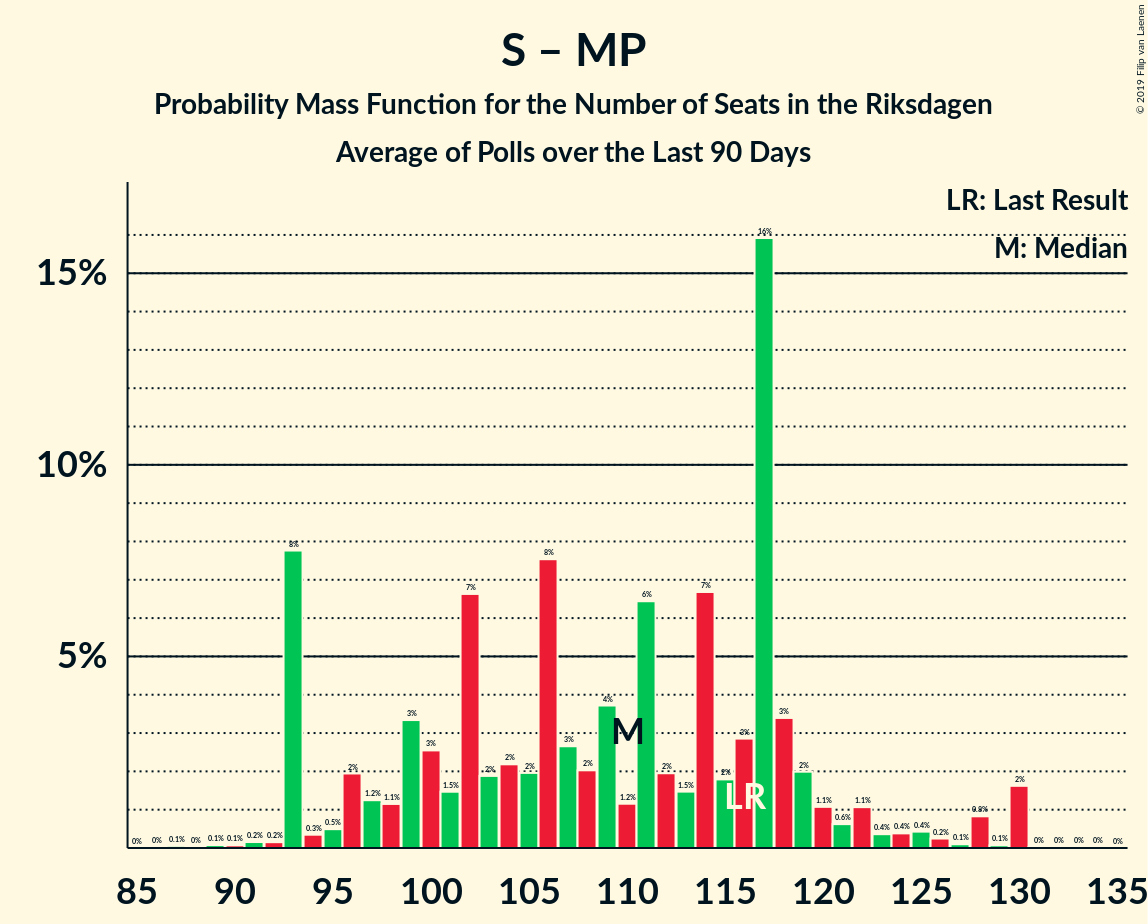 S – MP
Probability Mass Function for the Number of Seats in the Riksdagen
Average of Polls over the Last 90 Days
© 2019 Filip van Laenen
LR: Last Result
M: Median
15%
10%
5%
0% 0% 0.1% 0% 0.1% 0.1% 0.2% 0.2% 8% 0.3% 0.5% 2% 1.2% 1.1% 3% 3% 1.5% 7% 2% 2% 2% 8% 3% 2% 4% 1.2% 6% 2% 1.5% 7% 2% 3% 16% 3% 2% 1.1% 0.6% 1.1% 0.4% 0.4% 0.4% 0.2% 0.1% 0.8% 0.1% 2% 0% 0% 0% 0% 0%
M
LR
85 90 95 100 105 110 115 120 125 130 135